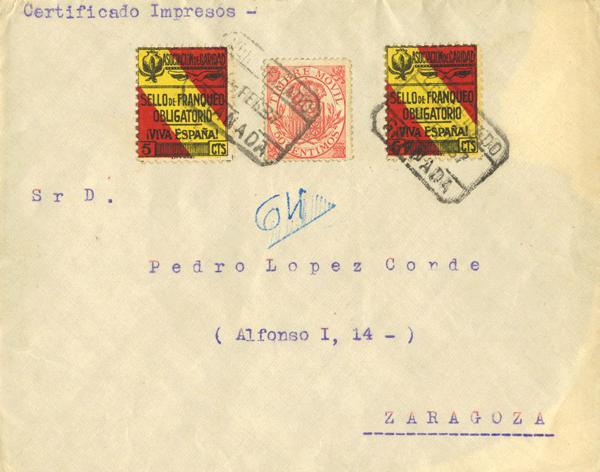 Certificado Impresos -
ASOCIACION DE CARIDAD
SELLO DE FRANQUEO
OBLIGATORIO
¡VIVA ESPAÑA!
5 CTS
TIMBRE MOVIL
CENTIMOS
ASOCIACION DE CARIDAD
SELLO DE FRANQUEO
OBLIGATORIO
¡VIVA ESPAÑA!
CTS
GRANADA
Sr D.
Pedro Lopez Conde
( Alfonso I, 14 - )
ZARAGOZA